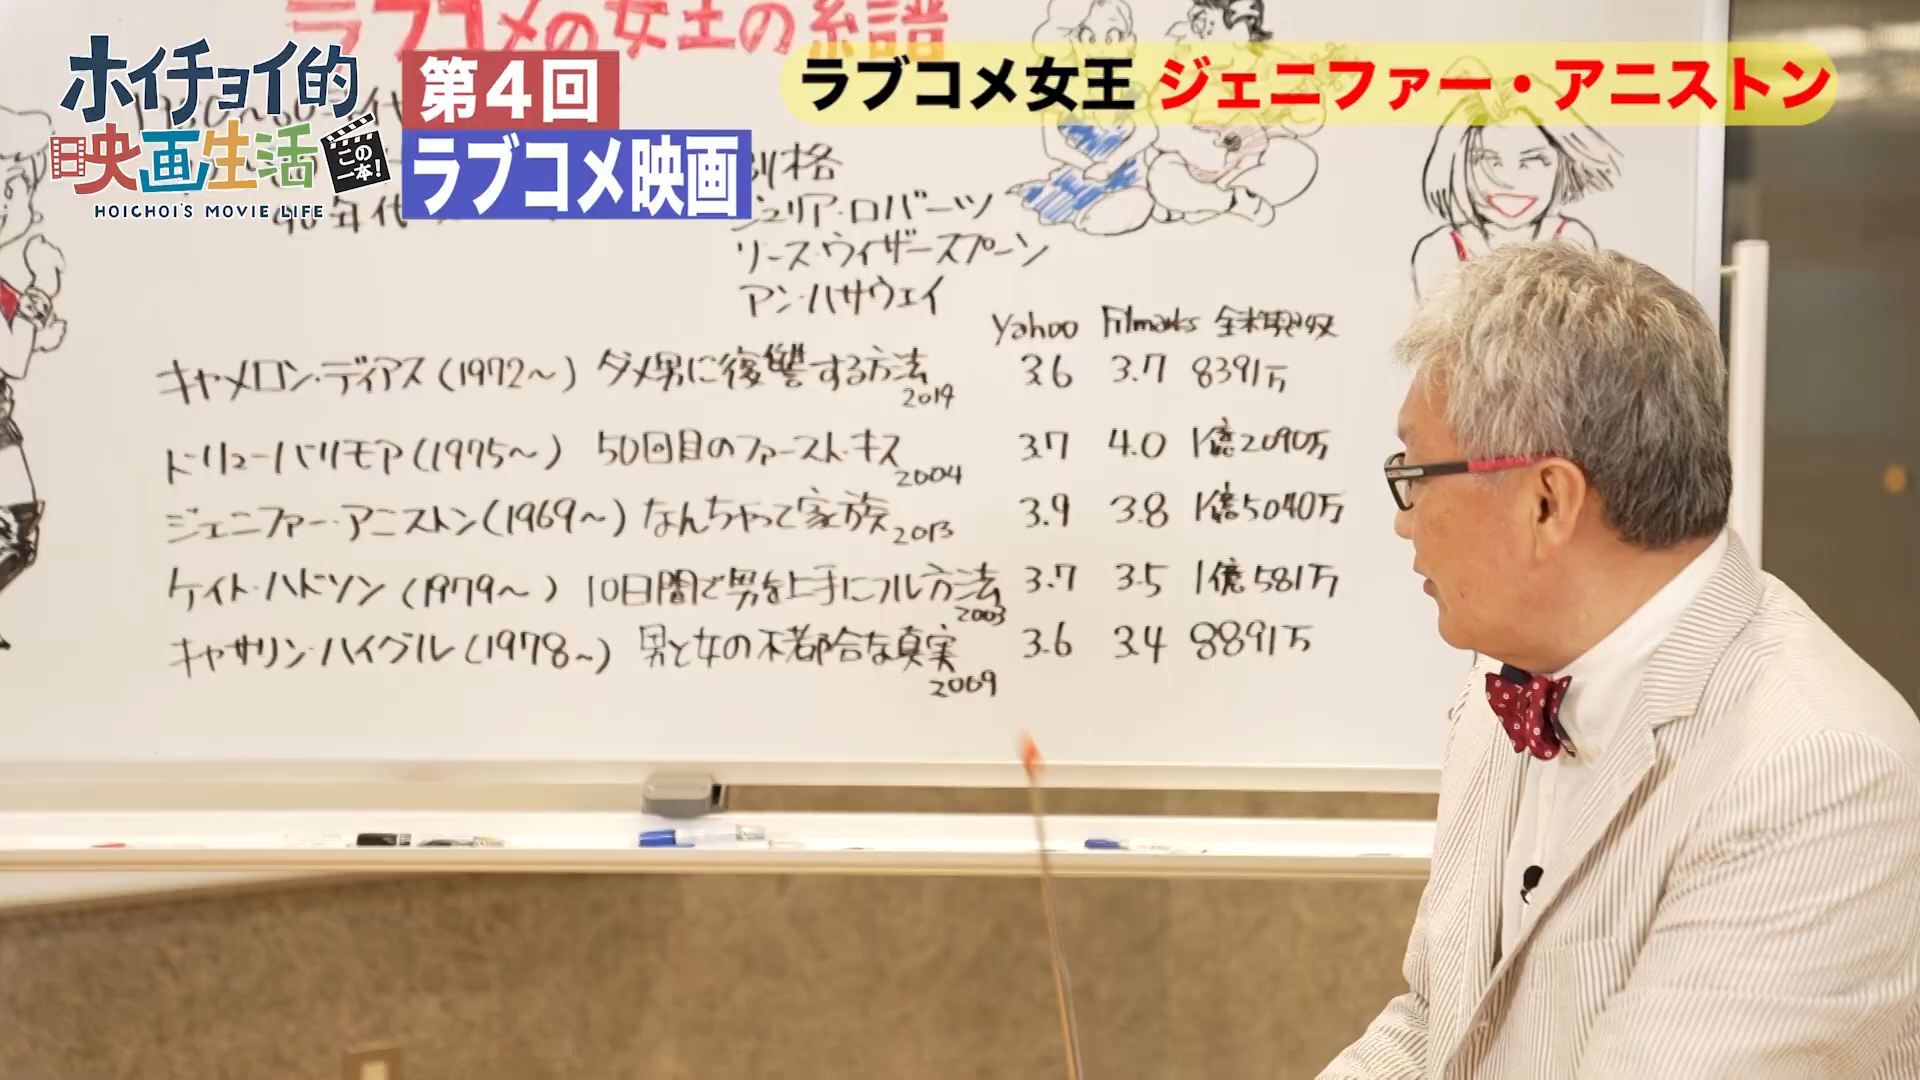 ラブコメの女王の系譜
ホイチョイ的
映画生活
この一本!
HOICHOI'S MOVIE LIFE
第4回
ラブコメ映画
ラブコメ女王 ジェニファー・アニストン
90年代
別格
ジュリア・ロバーツ
リース・ウィザースプーン
アン・ハサウェイ
Yahoo Filmarks 全米興収
キャメロン・ディアス(1972~) ダメ男に復讐する方法 2014 3.6 3.7 8391万
ドリュー・バリモア(1975~) 50回目のファースト・キス 2004 3.7 4.0 1億2090万
ジェニファー・アニストン(1969~) なんちゃって家族 2013 3.9 3.8 1億5040万
ケイト・ハドソン(1979~) 10日間で男を上手にフル方法 2003 3.7 3.5 1億581万
キャサリン・ハイグル(1978~) 男と女の不都合な真実 2009 3.6 3.4 8891万